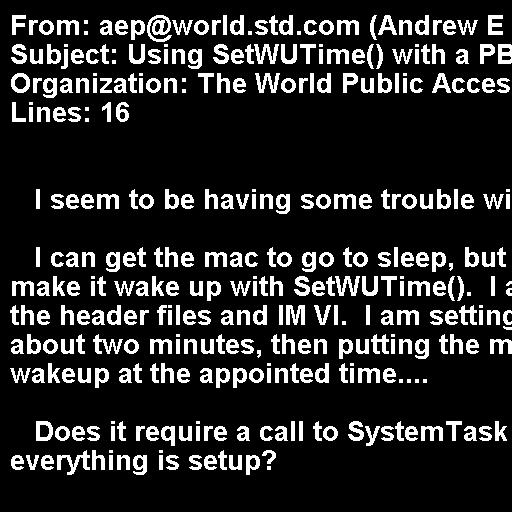 From: aep@world.std.com (Andrew E
Subject: Using SetWUTime() with a PB
Organization: The World Public Acces
Lines: 16
I seem to be having some trouble wi
I can get the mac to go to sleep, but
make it wake up with SetWUTime().  I a
the header files and IM VI.  I am setting
about two minutes, then putting the m
wakeup at the appointed time....
Does it require a call to SystemTask
everything is setup?